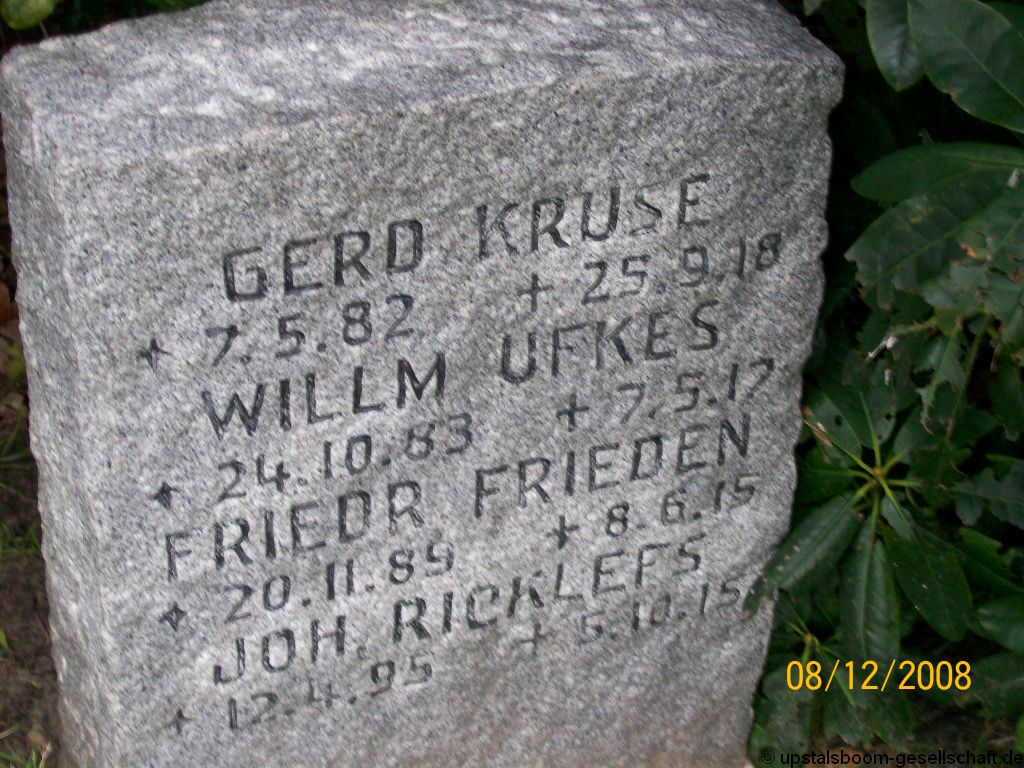 GERD KRUSE
⭑ 7.5.82 + 25.9.18
WILLM UFKES
⭑ 24.10.83 + 7.5.17
FRIEDR FRIEDEN
⭑ 20.11.89 + 8.6.15
JOH. RICKLEFS
⭑ 12.4.95 + 5.10.15
08/12/2008
© upstalsboom-gesellschaft.de